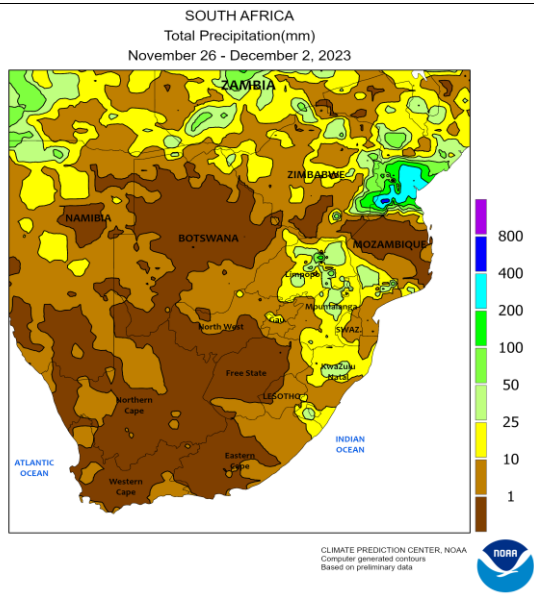 SOUTH AFRICA
Total Precipitation(mm)
November 26 - December 2, 2023
ZAMBIA
ZIMBABWE
NAMIBIA
BOTSWANA
MOZAMBIQUE
Limpopo
Mpumalanga
North West
Gau.
SWAZ.
Free State
KwaZulu
Natal
Northern
Cape
LESOTHO
Eastern
Cape
Western
Cape
ATLANTIC
OCEAN
INDIAN
OCEAN
800
400
200
100
50
25
10
1
CLIMATE PREDICTION CENTER, NOAA
Computer generated contours
Based on preliminary data
NOAA